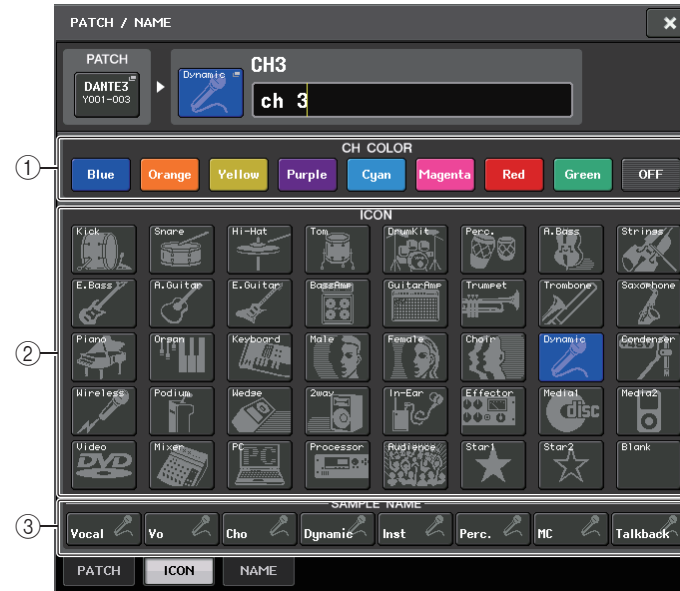 PATCH / NAME
PATCH
DANTE3
Y001-003
Dynamic
CH3
ch 3
① CH COLOR
Blue Orange Yellow Purple Cyan Magenta Red Green OFF
② ICON
Kick Snare Hi-Hat Tom DrumKit Perc. A.Bass Strings
E.Bass A.Guitar E.Guitar BassAmp GuitarAmp Trumpet Trombone Saxophone
Piano Organ Keyboard Male Female Choir Dynamic Condenser
Wireless Podium Wedge 2way In-Ear Effector Media1 disc Media2
Video DVD Mixer PC PC Processor Audience Star1 Star2 Blank
③ SAMPLE NAME
Vocal Vo Cho Dynamic Inst Perc. MC Talkback
PATCH ICON NAME